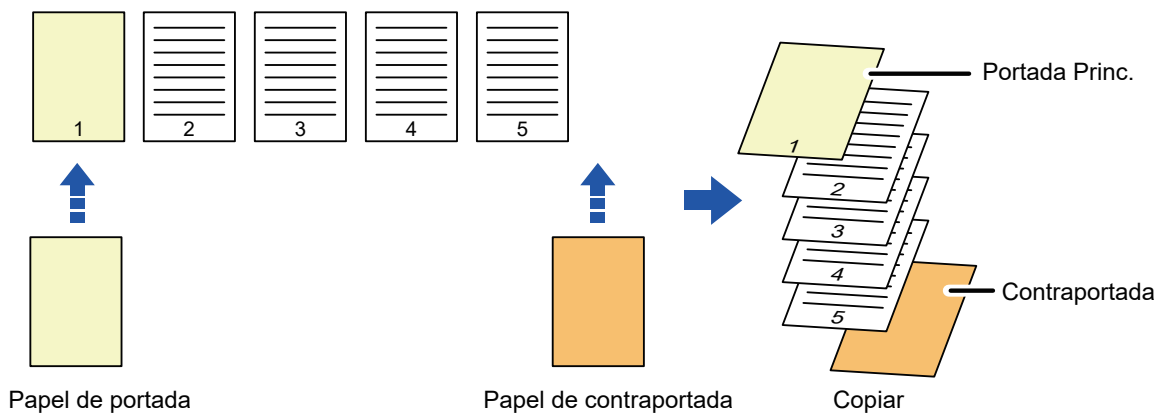 1 2 3 4 5
Portada Princ.
1
2
3
4
5
Contraportada
Papel de portada
Papel de contraportada
Copiar